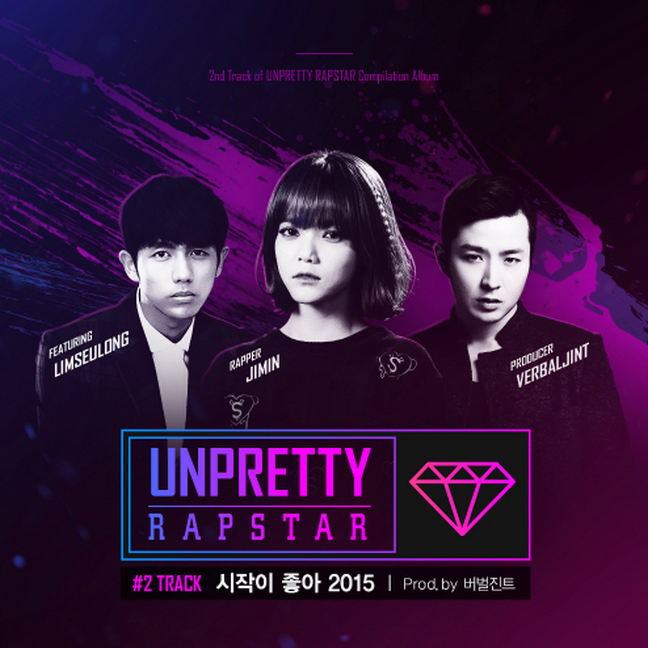 2nd Track of UNPRETTY RAPSTAR Compilation Album
FEATURING
LIMSEULONG
RAPPER
JIMIN
PRODUCER
VERBALJINT
UNPRETTY
RAPSTAR
#2 TRACK 시작이 좋아 2015 | Prod. by 버벌진트